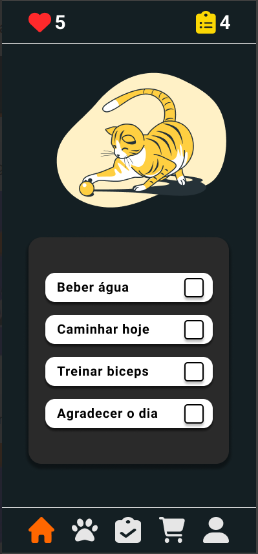 5 4
Beber água
Caminhar hoje
Treinar biceps
Agradecer o dia